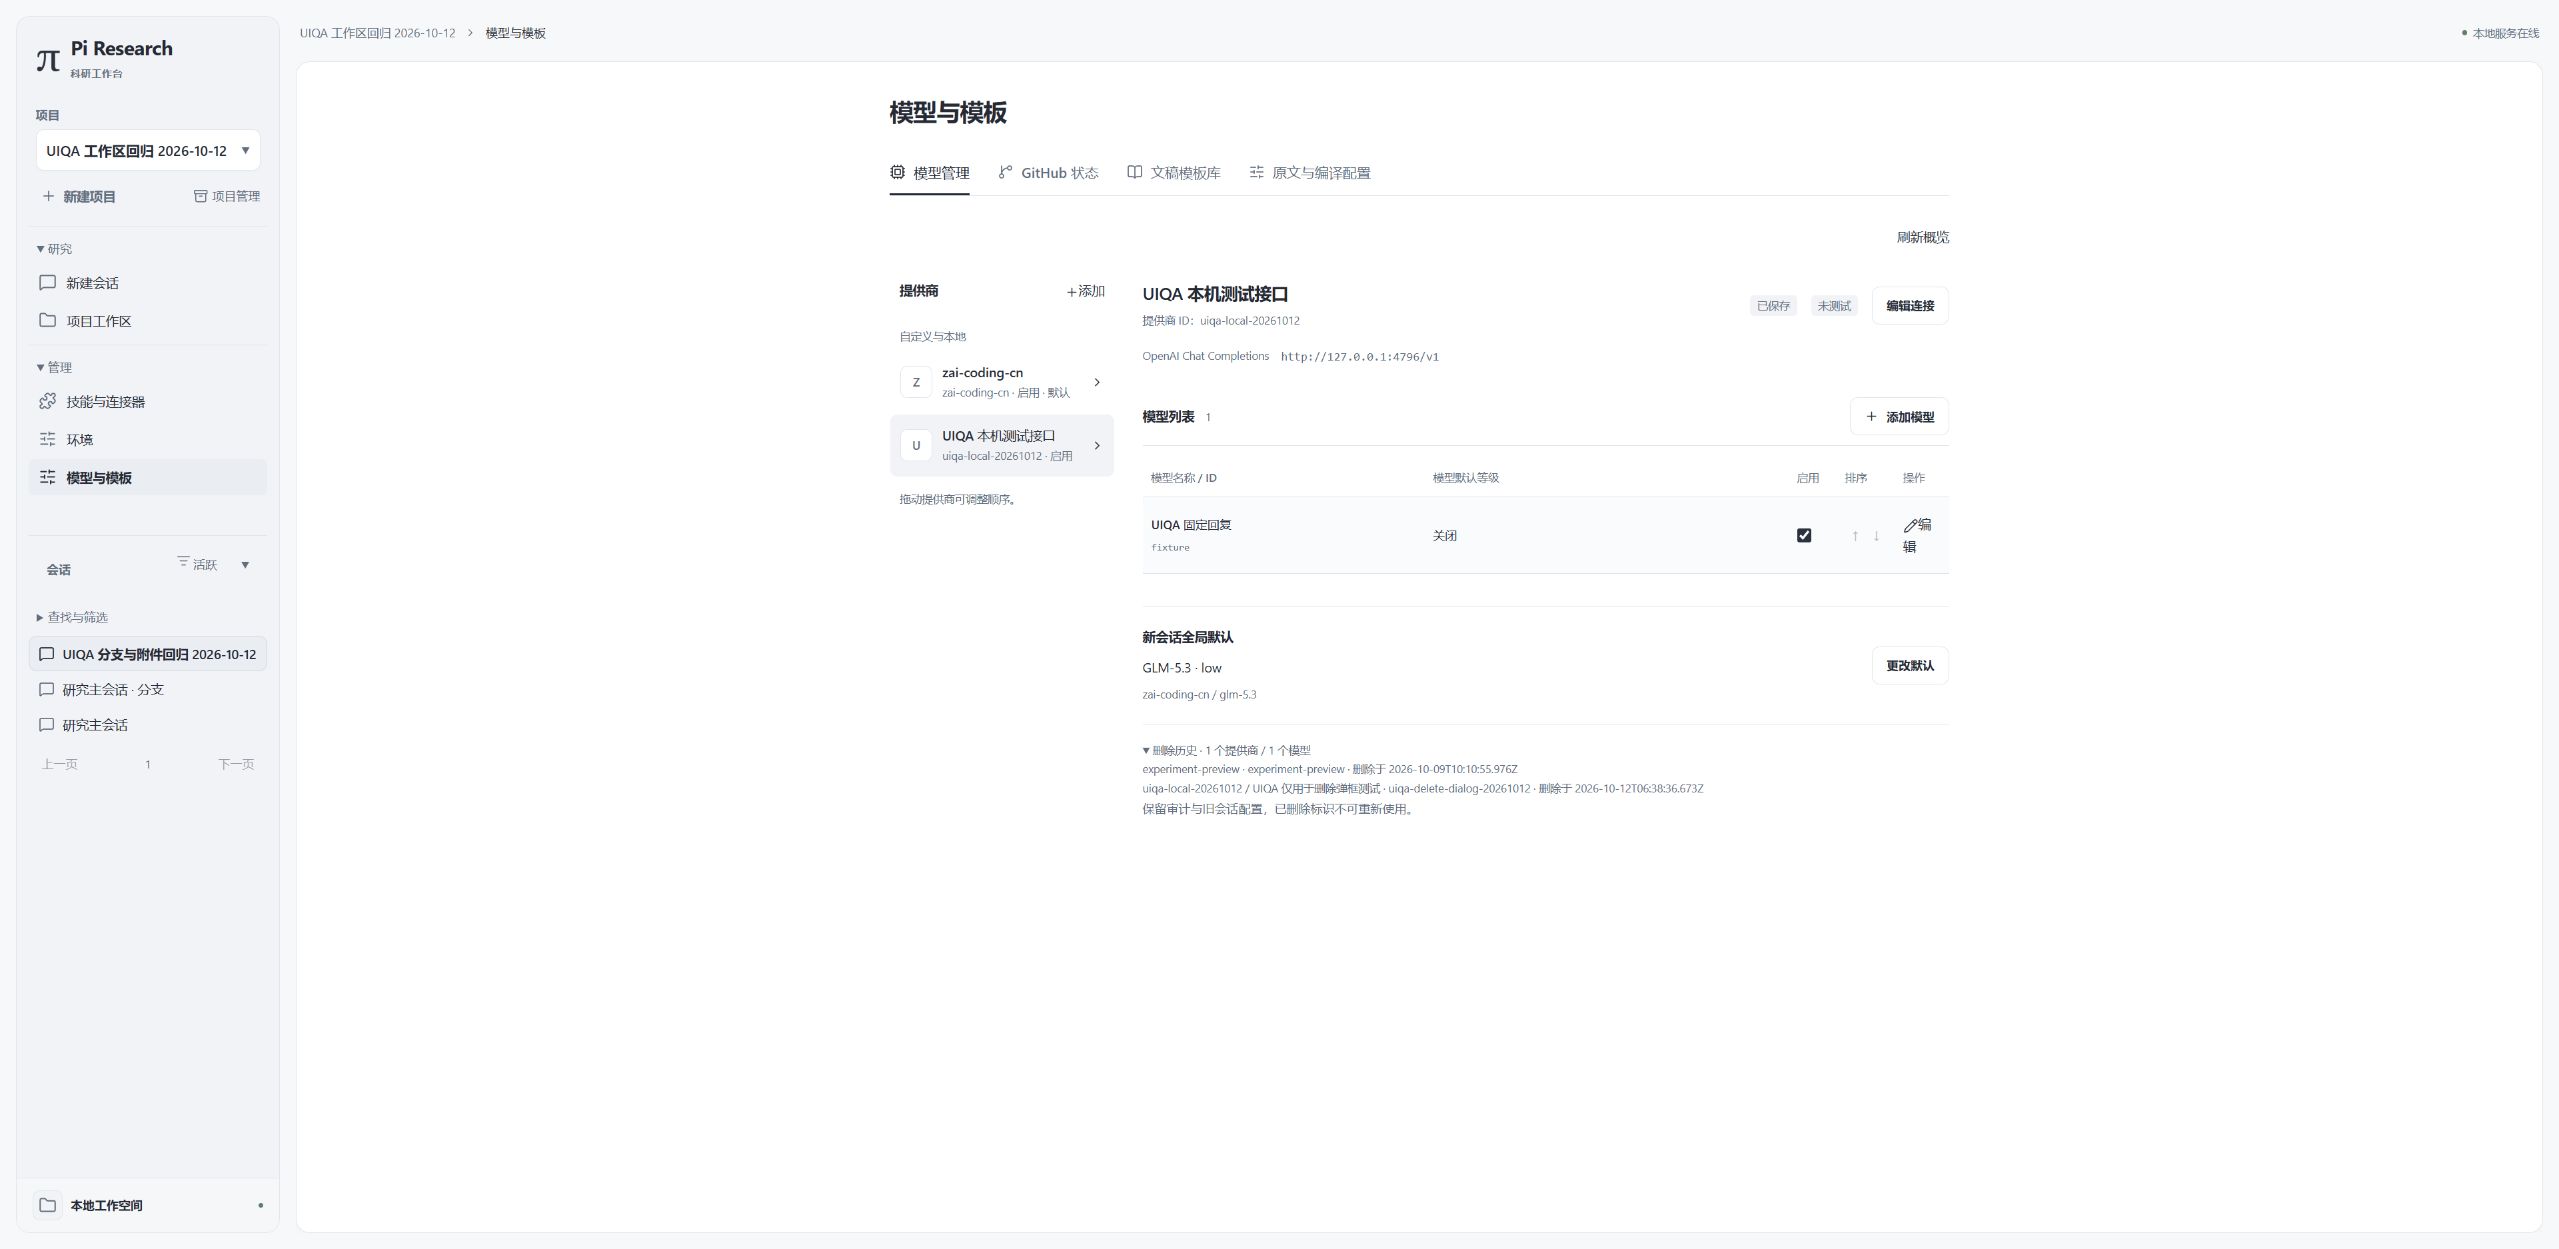 Pi Research
科研工作台
项目
UIQA 工作区回归 2026-10-12
新建项目
项目管理
研究
新建会话
项目工作区
管理
技能与连接器
环境
模型与模板
会话
活跃
查找与筛选
UIQA 分支与附件回归 2026-10-12
研究主会话 · 分支
研究主会话
上一页 1 下一页
本地工作空间
UIQA 工作区回归 2026-10-12 > 模型与模板
本地服务在线
模型与模板
模型管理
GitHub 状态
文稿模板库
原文与编译配置
刷新概览
提供商
+添加
自定义与本地
Z
zai-coding-cn
zai-coding-cn · 启用 · 默认
U
UIQA 本机测试接口
uiqa-local-20261012 · 启用
拖动提供商可调整顺序。
UIQA 本机测试接口
提供商 ID：uiqa-local-20261012
已保存
未测试
编辑连接
OpenAI Chat Completions http://127.0.0.1:4796/v1
模型列表 1
+ 添加模型
模型名称 / ID 模型默认等级 启用 排序 操作
UIQA 固定回复
fixture
关闭
↑ ↓
编
辑
新会话全局默认
GLM-5.3 · low
zai-coding-cn / glm-5.3
更改默认
删除历史 · 1 个提供商 / 1 个模型
experiment-preview · experiment-preview · 删除于 2026-10-09T10:10:55.976Z
uiqa-local-20261012 / UIQA 仅用于删除弹框测试 · uiqa-delete-dialog-20261012 · 删除于 2026-10-12T06:38:36.673Z
保留审计与旧会话配置，已删除标识不可重新使用。